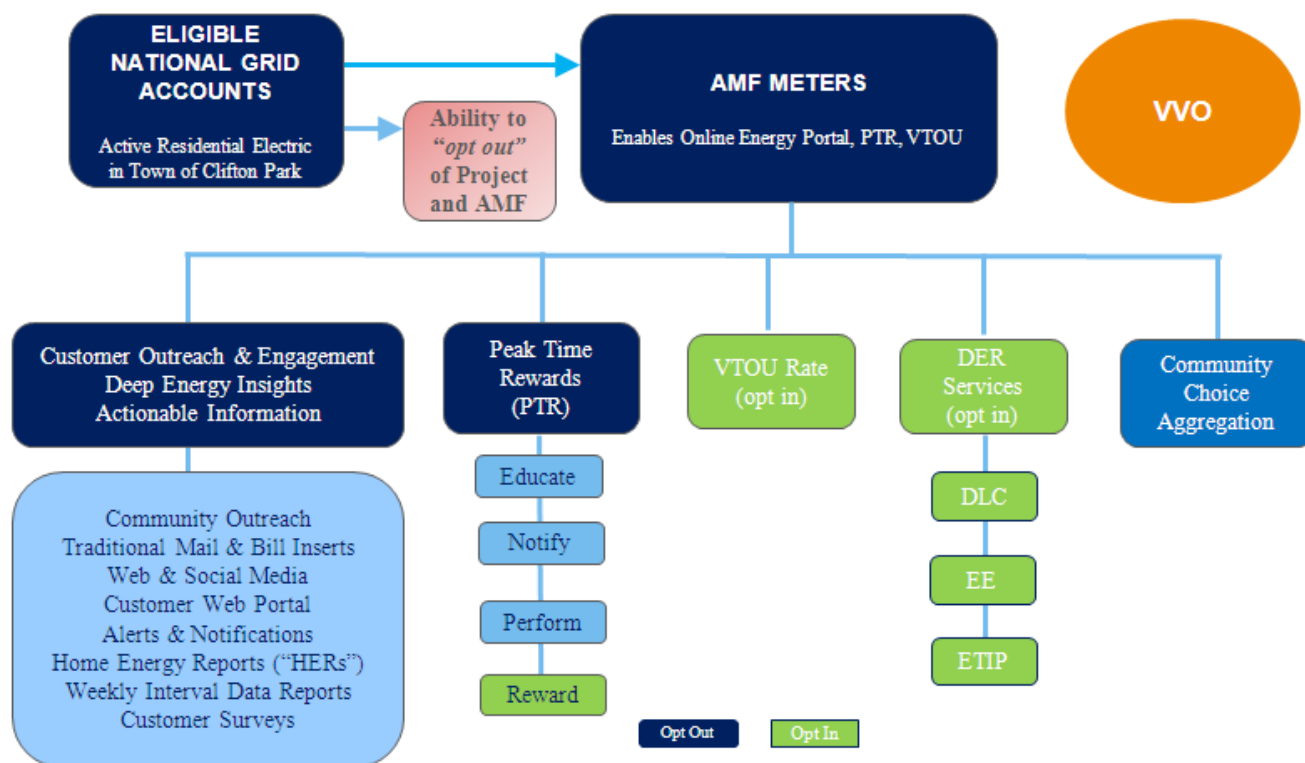 ELIGIBLE
NATIONAL GRID
ACCOUNTS
Active Residential Electric
in Town of Clifton Park
Ability to
“opt out”
of Project
and AMF
AMF METERS
Enables Online Energy Portal, PTR, VTOU
VVO
Customer Outreach & Engagement
Deep Energy Insights
Actionable Information
Peak Time
Rewards
(PTR)
VTOU Rate
(opt in)
DER
Services
(opt in)
Community
Choice
Aggregation
Community Outreach
Traditional Mail & Bill Inserts
Web & Social Media
Customer Web Portal
Alerts & Notifications
Home Energy Reports (“HERs”)
Weekly Interval Data Reports
Customer Surveys
Educate
Notify
Perform
Reward
DLC
EE
ETIP
Opt Out
Opt In